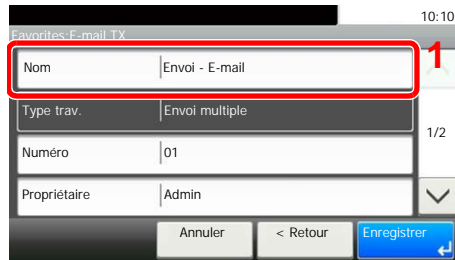 10:10
Favorites:E-mail TX
Nom Envoi - E-mail
1
Type trav. Envoi multiple
1/2
Numéro 01
Propriétaire Admin
Annuler < Retour Enregistrer